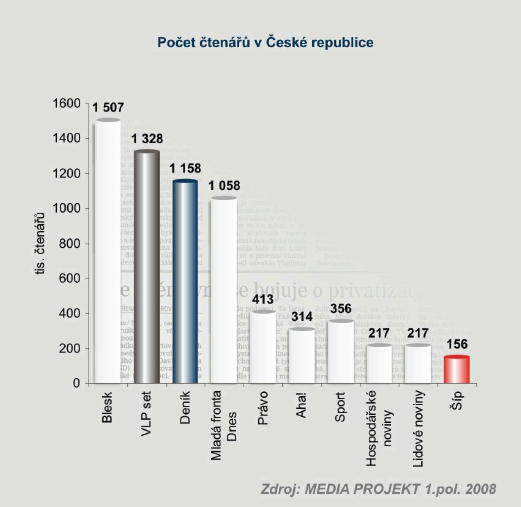 Počet čtenářů v České republice
tis. čtenářů
1600
1400
1200
1000
800
600
400
200
0
1 507
1 328
1 158
1 058
413
314
356
217
217
156
Blesk
VLP set
Deník
Mladá fronta
Dnes
Právo
Aha!
Sport
Hospodářské
noviny
Lidové noviny
Šíp
bojuje o privatiza
Zdroj: MEDIA PROJEKT 1.pol. 2008